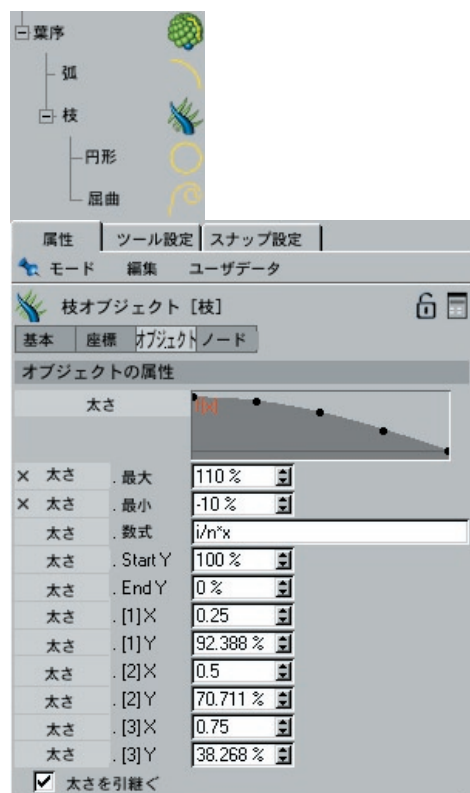 葉序
弧
枝
円形
屈曲
属性 ツール設定 スナップ設定
モード 編集 ユーザデータ
枝オブジェクト [枝]
基本 座標 オブジェクト ノード
オブジェクトの属性
太さ
× 太さ . 最大 110 %
× 太さ . 最小 -10 %
太さ . 数式 i/n*x
太さ . Start Y 100 %
太さ . End Y 0 %
太さ . [1] X 0.25
太さ . [1] Y 92.388 %
太さ . [2] X 0.5
太さ . [2] Y 70.711 %
太さ . [3] X 0.75
太さ . [3] Y 38.268 %
太さを引継ぐ